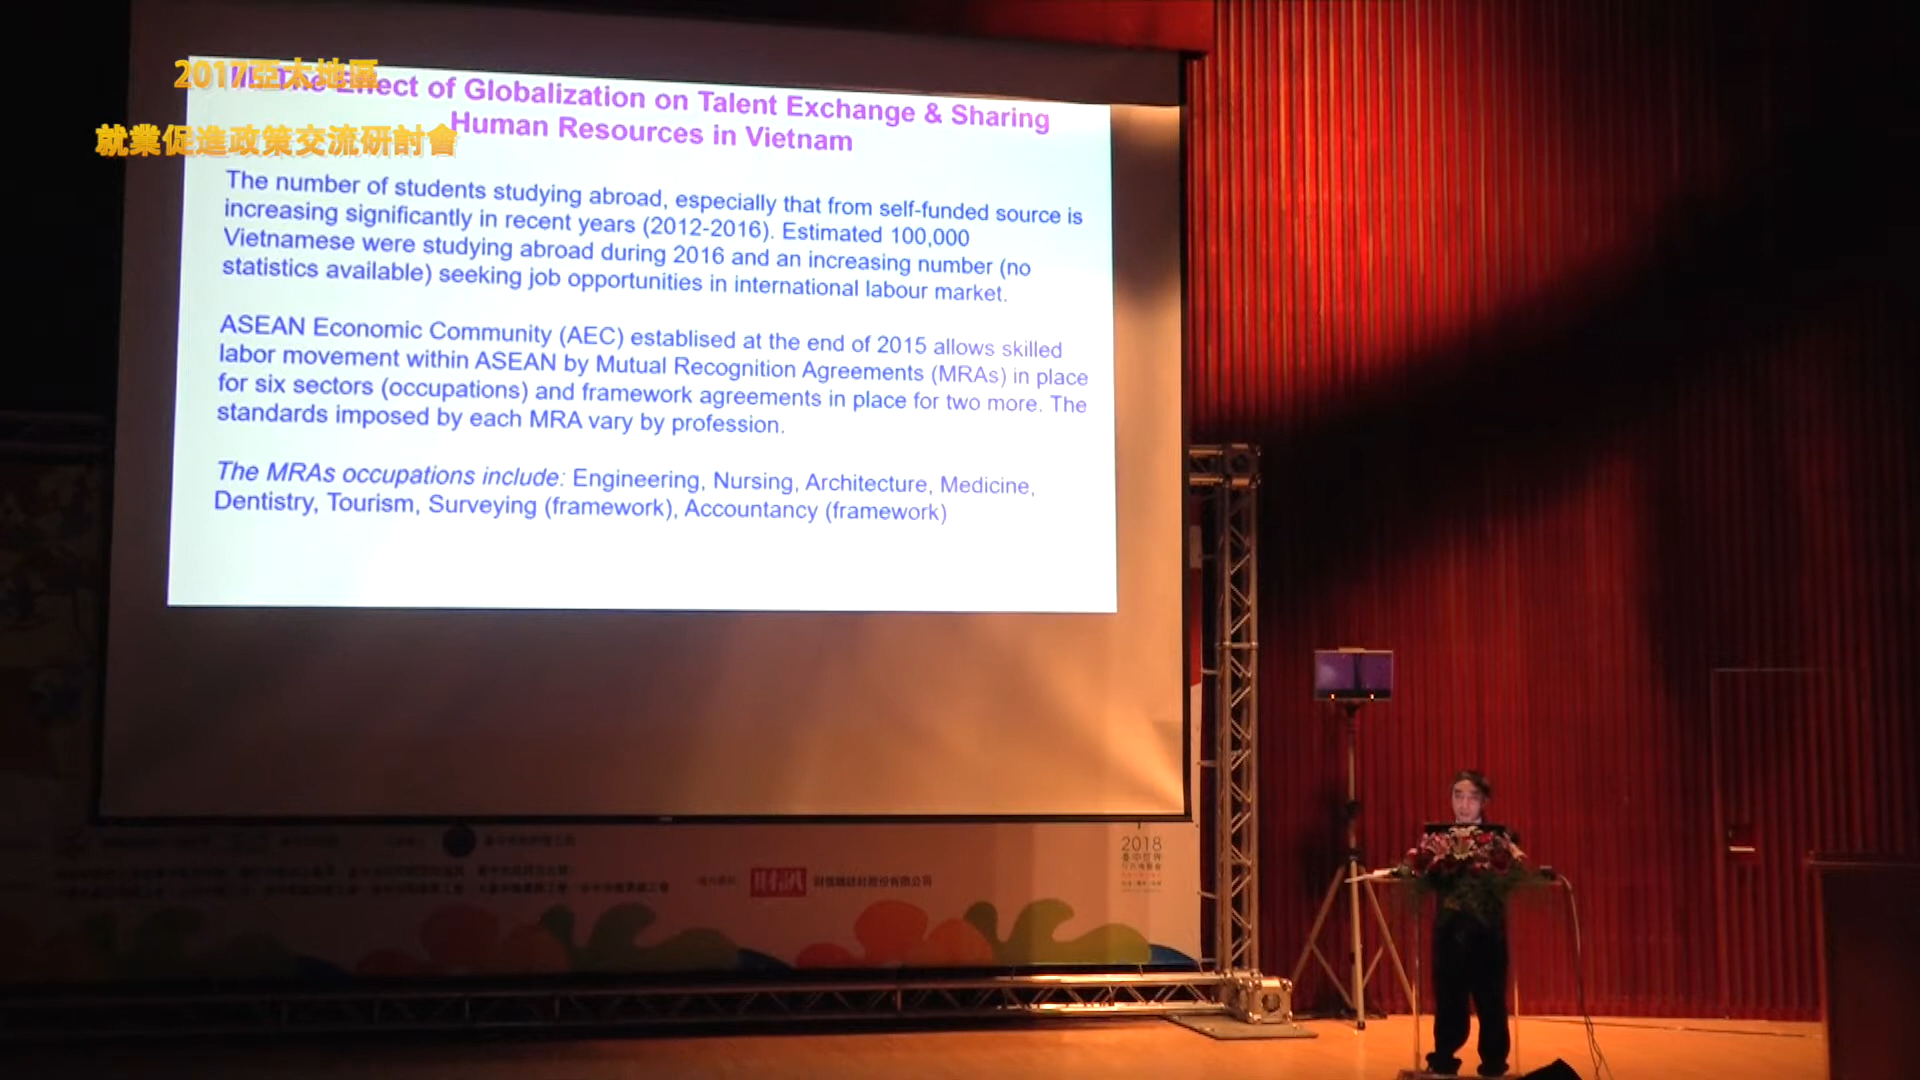 2017亞太地區
就業促進政策交流研討會
The Effect of Globalization on Talent Exchange & Sharing
Human Resources in Vietnam
The number of students studying abroad, especially that from self-funded source is
increasing significantly in recent years (2012-2016). Estimated 100,000
Vietnamese were studying abroad during 2016 and an increasing number (no
statistics available) seeking job opportunities in international labour market.
ASEAN Economic Community (AEC) establised at the end of 2015 allows skilled
labor movement within ASEAN by Mutual Recognition Agreements (MRAs) in place
for six sectors (occupations) and framework agreements in place for two more. The
standards imposed by each MRA vary by profession.
The MRAs occupations include: Engineering, Nursing, Architecture, Medicine,
Dentistry, Tourism, Surveying (framework), Accountancy (framework)
2018
臺中世界
財訊